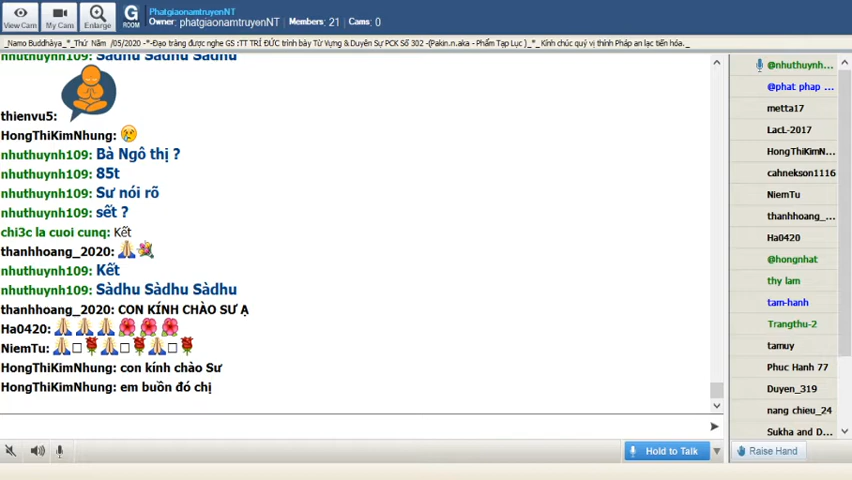 PhatgiaonamtruyenNT
Owner: phatgiaonamtruyenNT Members: 21 Cams: 0
View Cam My Cam Enlarge G ROOM
_Namo Buddhàya_*_Thứ Năm /05/2020 -*-Đạo tràng được nghe GS :TT TRÍ ĐỨC trình bày Từ Vựng & Duyên Sự PCK Số 302 -(Pakin.n.aka - Phẩm Tạp Lục )_*_ Kính chúc quý vị thính Pháp an lạc tiến hóa._
Sàdhu Sàdhu Sàdhu
thienvu5:
HongThiKimNhung:
nhuthuynh109: Bà Ngô thị ?
nhuthuynh109: 85t
nhuthuynh109: Sư nói rõ
nhuthuynh109: sết ?
chi3c la cuoi cunq: Kết
thanhhoang_2020:
nhuthuynh109: Kết
nhuthuynh109: Sàdhu Sàdhu Sàdhu
thanhhoang_2020: CON KÍNH CHÀO SƯ Ạ
Ha0420:
NiemTu:
HongThiKimNhung: con kính chào Sư
HongThiKimNhung: em buồn đó chị
Hold to Talk
@nhuthuynh...
@phat phap ...
metta17
LacL-2017
HongThiKimN...
cahnekson1116
NiemTu
thanhhoang_...
Ha0420
@hongnhat
thy lam
tam-hanh
Trangthu-2
tamuy
Phuc Hanh 77
Duyen_319
nang chieu_24
Sukha and D...
Raise Hand